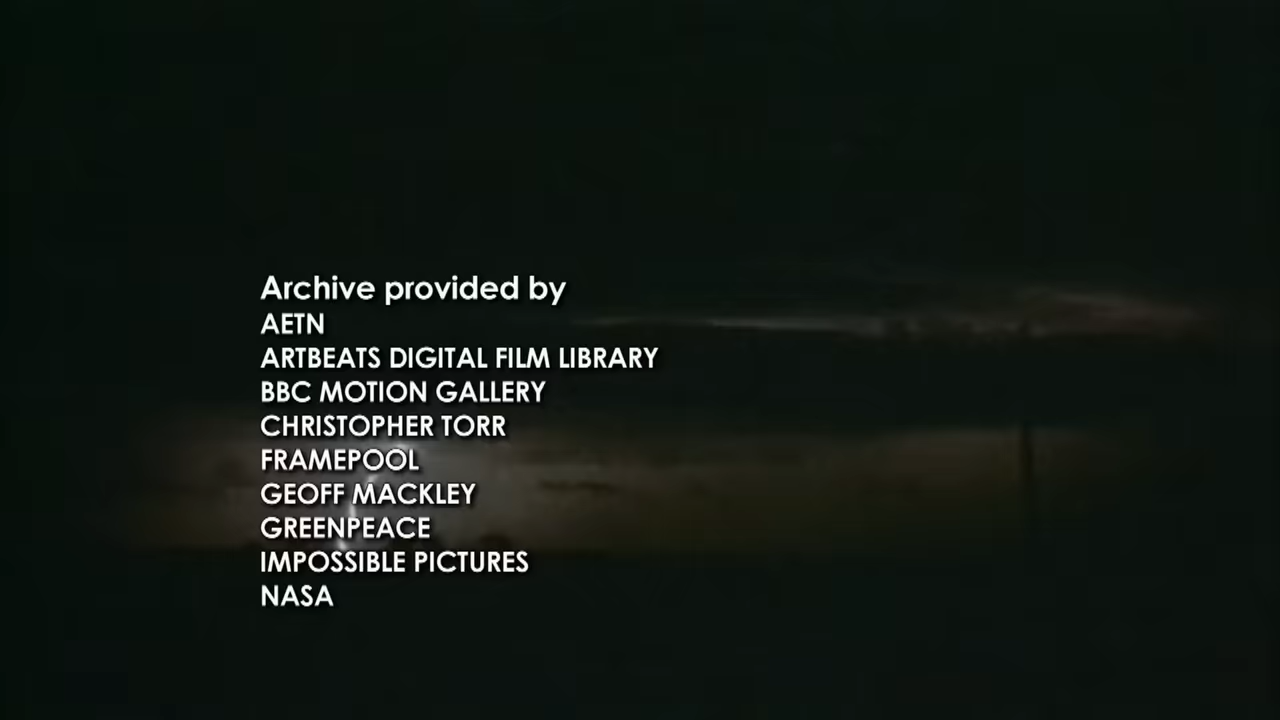 Archive provided by
AETN
ARTBEATS DIGITAL FILM LIBRARY
BBC MOTION GALLERY
CHRISTOPHER TORR
FRAMEPOOL
GEOFF MACKLEY
GREENPEACE
IMPOSSIBLE PICTURES
NASA